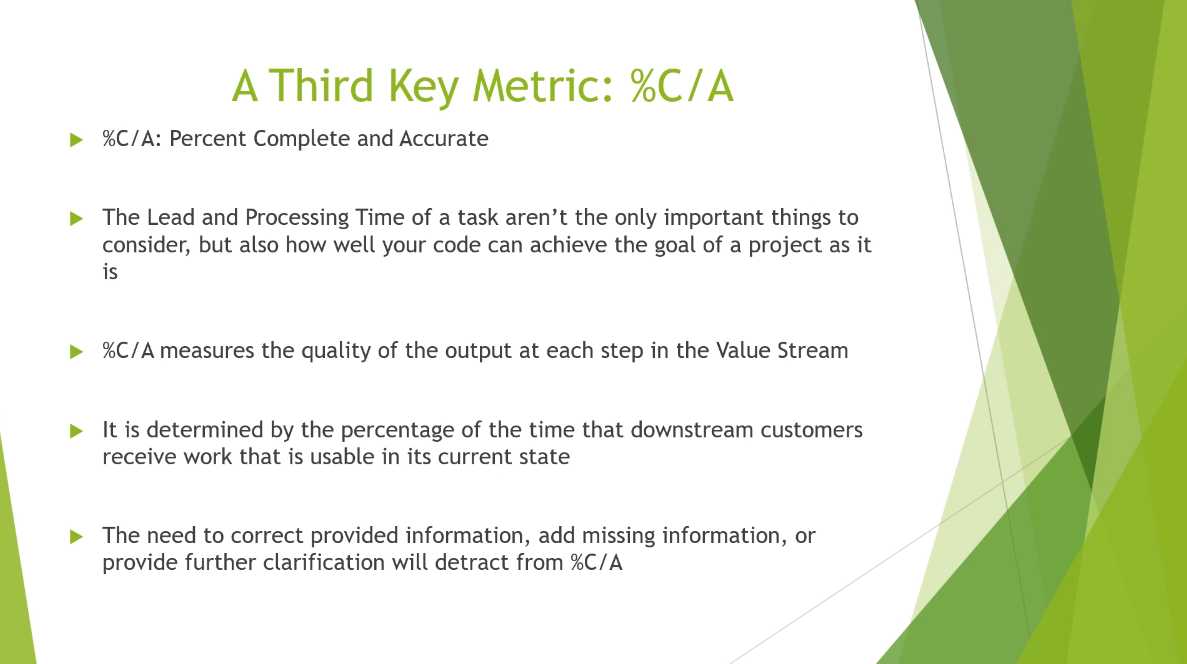 A Third Key Metric: %C/A
%C/A: Percent Complete and Accurate
The Lead and Processing Time of a task aren’t the only important things to
consider, but also how well your code can achieve the goal of a project as it
is
%C/A measures the quality of the output at each step in the Value Stream
It is determined by the percentage of the time that downstream customers
receive work that is usable in its current state
The need to correct provided information, add missing information, or
provide further clarification will detract from %C/A